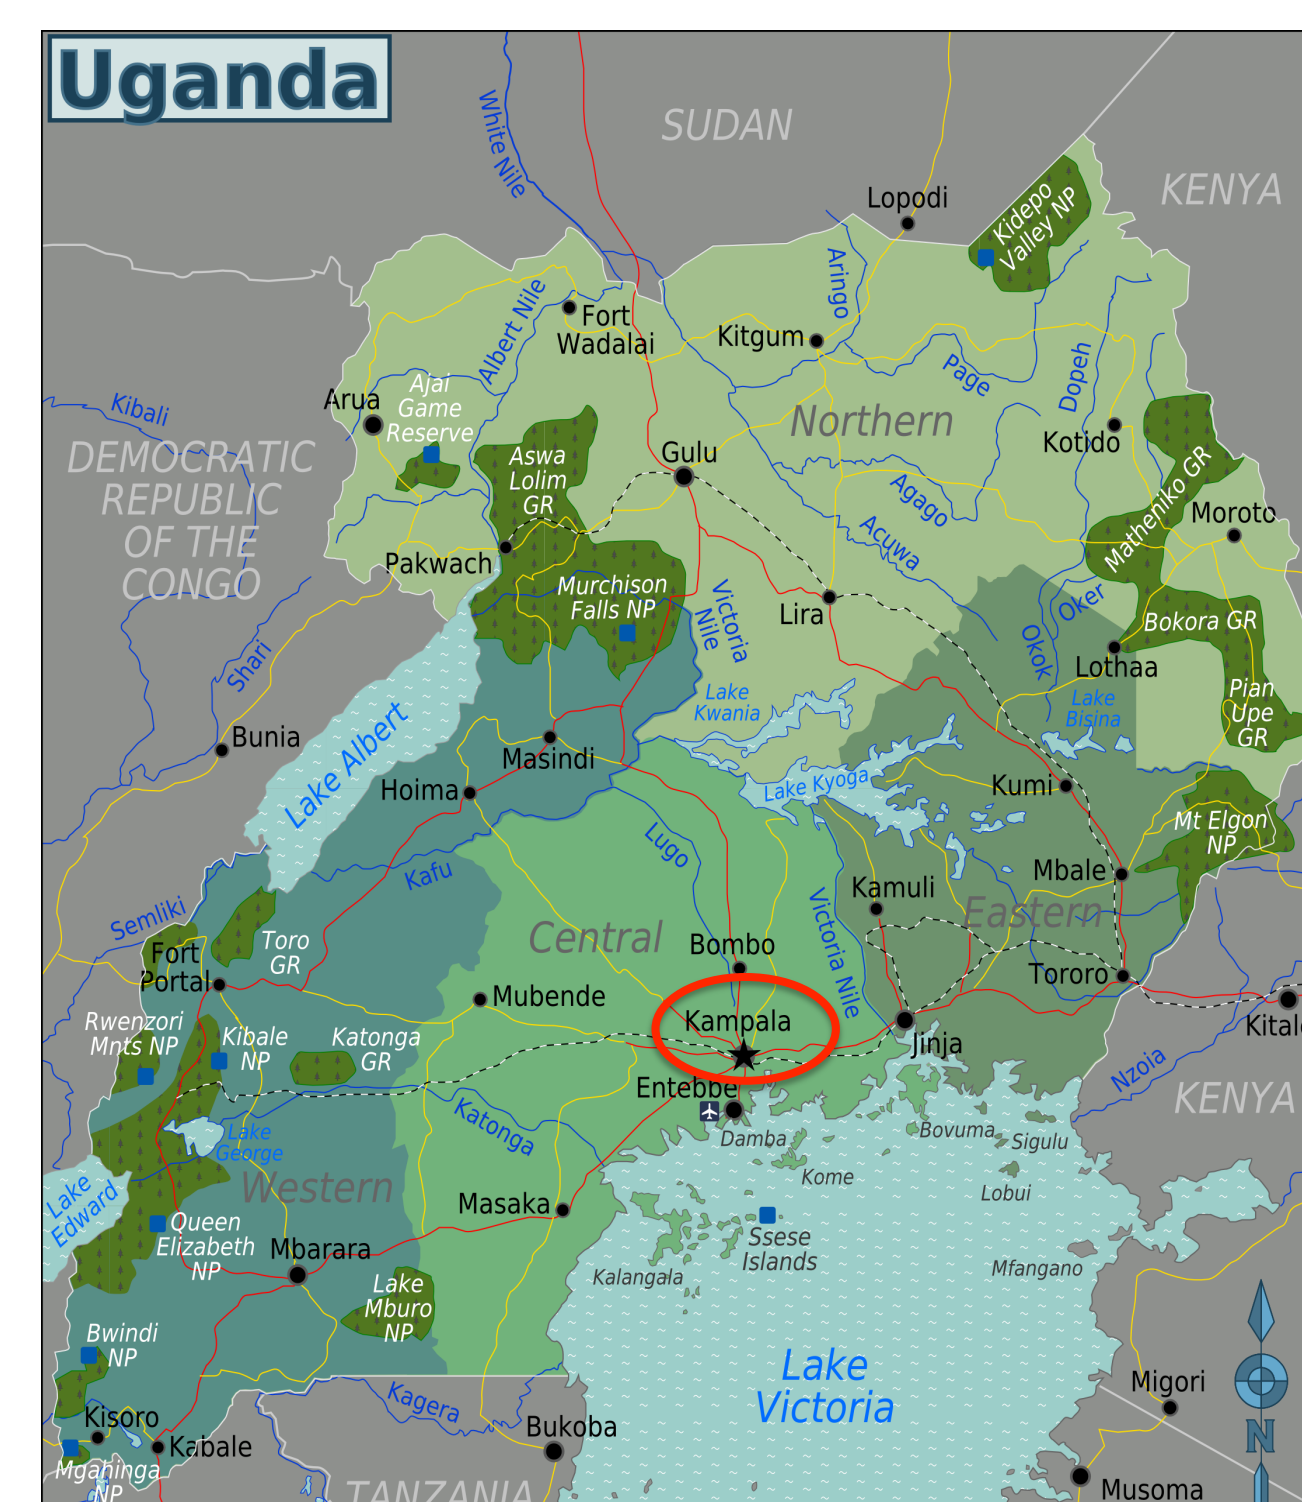 Uganda
SUDAN
White Nile
KENYA
Lopodi
Kidepo
Valley NP
Aringo
Albert Nile
Fort
Wadalai
Kitgum
Page
Dopeh
Kibali
Arua
Ajai
Game
Reserve
Northern
Kotido
DEMOCRATIC
REPUBLIC
OF THE
CONGO
Aswa
Lolim
GR
Gulu
Agago
Matheniko GR
Moroto
Acuwa
Pakwach
Murchison
Falls NP
Victoria
Nile
Lira
Oker
Bokora GR
Okok
Lothaa
Shari
Lake
Kwania
Lake
Bisina
Pian
Upe
GR
Bunia
Lake Albert
Masindi
Hoima
Lake Kyoga
Kumi
Mt Elgon
NP
Lugo
Kafu
Mbale
Kamuli
Semliki
Victoria Nile
Eastern
Toro
GR
Central
Bombo
Fort
Portal
Tororo
Mubende
Rwenzori
Mnts NP
Kibale
NP
Katonga
GR
Kampala
Jinja
Kital
Nzoia
KENYA
Entebbe
Katonga
Lake
George
Damba
Bovuma
Sigulu
Kome
Lobui
Western
Lake
Edward
Masaka
Queen
Elizabeth
NP
Ssese
Islands
Mbarara
Kalangala
Mfangano
Lake
Mburo
NP
Bwindi
NP
Lake
Victoria
Migori
Kagera
Kisoro
Kabale
Bukoba
N
Mgahinga
NP
TANZANIA
Musoma